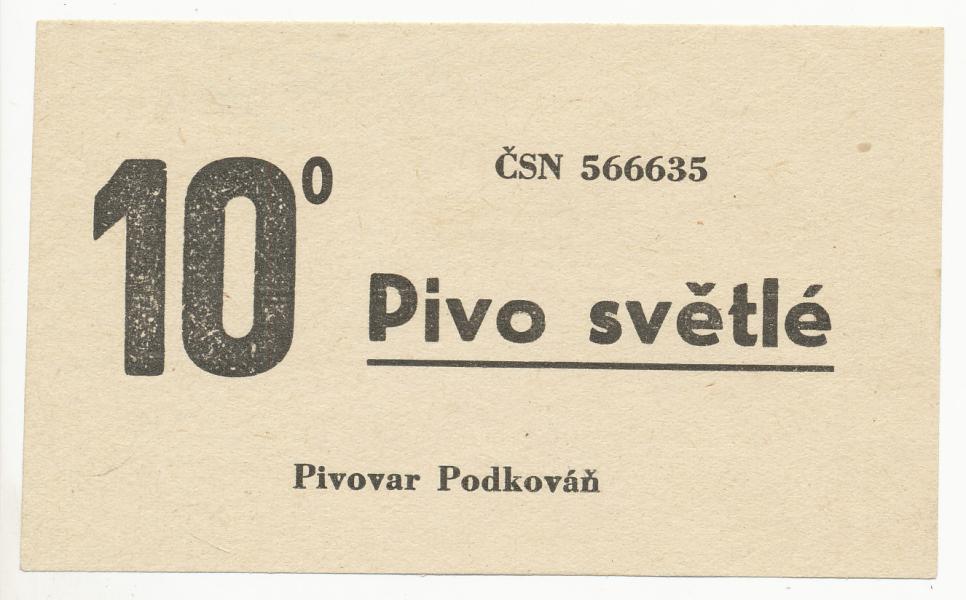 10°
ČSN 566635
Pivo světlé
Pivovar Podkováň